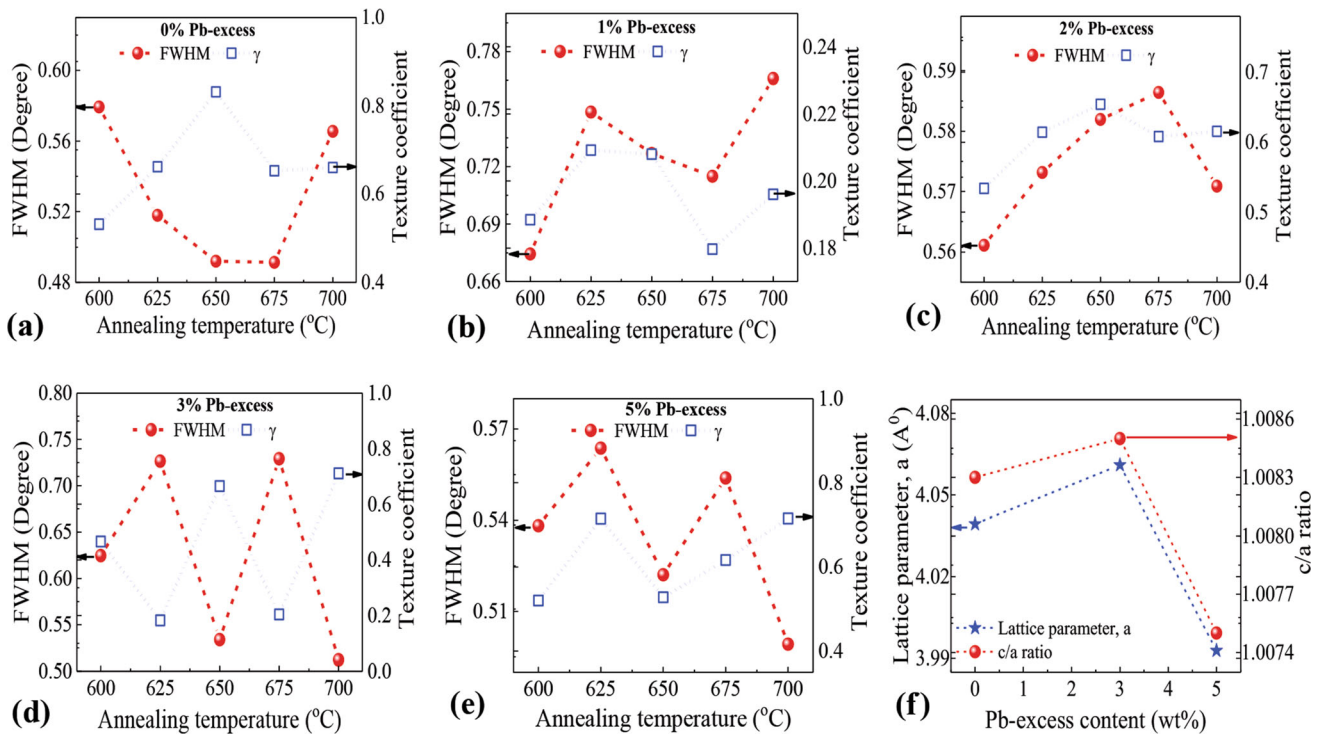 0% Pb-excess
FWHM γ
FWHM (Degree)
0.60
0.56
0.52
0.48
1.0
0.8
0.6
0.4
Texture coefficient
600 625 650 675 700
(a) Annealing temperature (°C)
1% Pb-excess
FWHM γ
FWHM (Degree)
0.78
0.75
0.72
0.69
0.66
0.24
0.22
0.20
0.18
Texture coefficient
600 625 650 675 700
(b) Annealing temperature (°C)
2% Pb-excess
FWHM γ
FWHM (Degree)
0.59
0.58
0.57
0.56
0.7
0.6
0.5
0.4
Texture coefficient
600 625 650 675 700
(c) Annealing temperature (°C)
3% Pb-excess
FWHM γ
FWHM (Degree)
0.80
0.75
0.70
0.65
0.60
0.55
0.50
1.0
0.8
0.6
0.4
0.2
0.0
Texture coefficient
600 625 650 675 700
(d) Annealing temperature (°C)
5% Pb-excess
FWHM γ
FWHM (Degree)
0.57
0.54
0.51
1.0
0.8
0.6
0.4
Texture coefficient
600 625 650 675 700
(e) Annealing temperature (°C)
Lattice parameter, a (A⁰)
4.08
4.05
4.02
3.99
1.0086
1.0083
1.0080
1.0077
1.0074
c/a ratio
Lattice parameter, a
c/a ratio
0 1 2 3 4 5
(f) Pb-excess content (wt%)